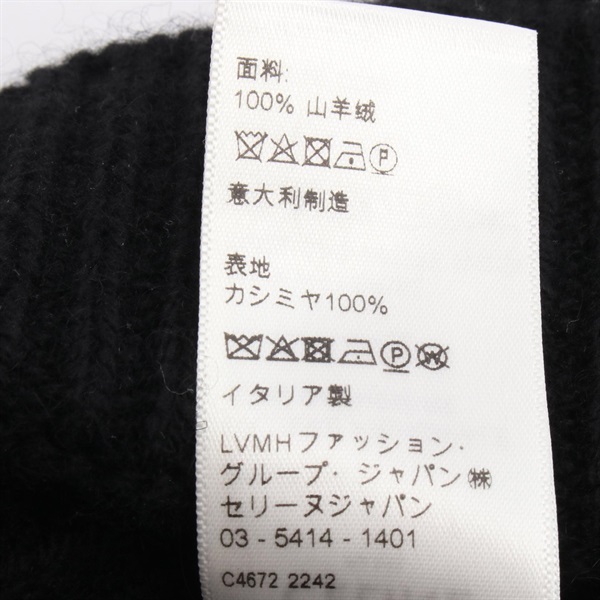 面料:
100% 山羊绒
P
意大利制造
表地
カシミヤ100%
P W
イタリア製
LVMHファッション・
グループ・ジャパン㈱
セリーヌジャパン
03 - 5414 - 1401
C4672 2242